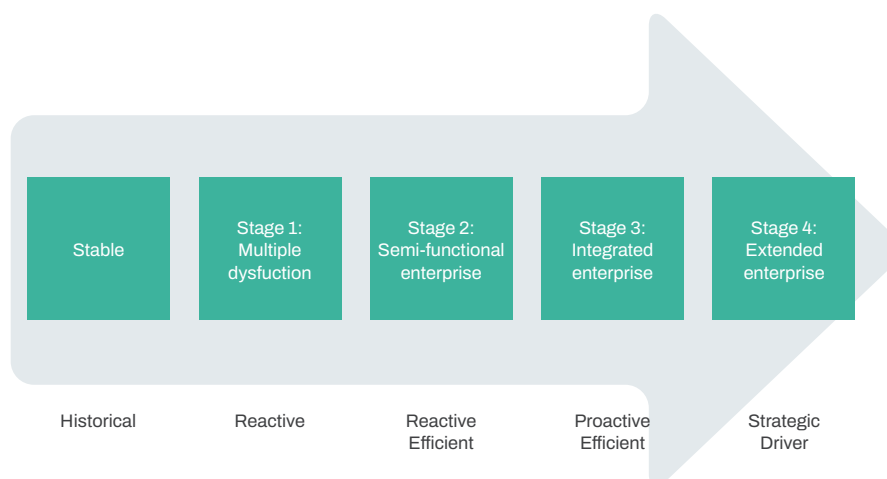 Stable
Stage 1:
Multiple
dysfuction
Stage 2:
Semi-functional
enterprise
Stage 3:
Integrated
enterprise
Stage 4:
Extended
enterprise
Historical
Reactive
Reactive
Efficient
Proactive
Efficient
Strategic
Driver